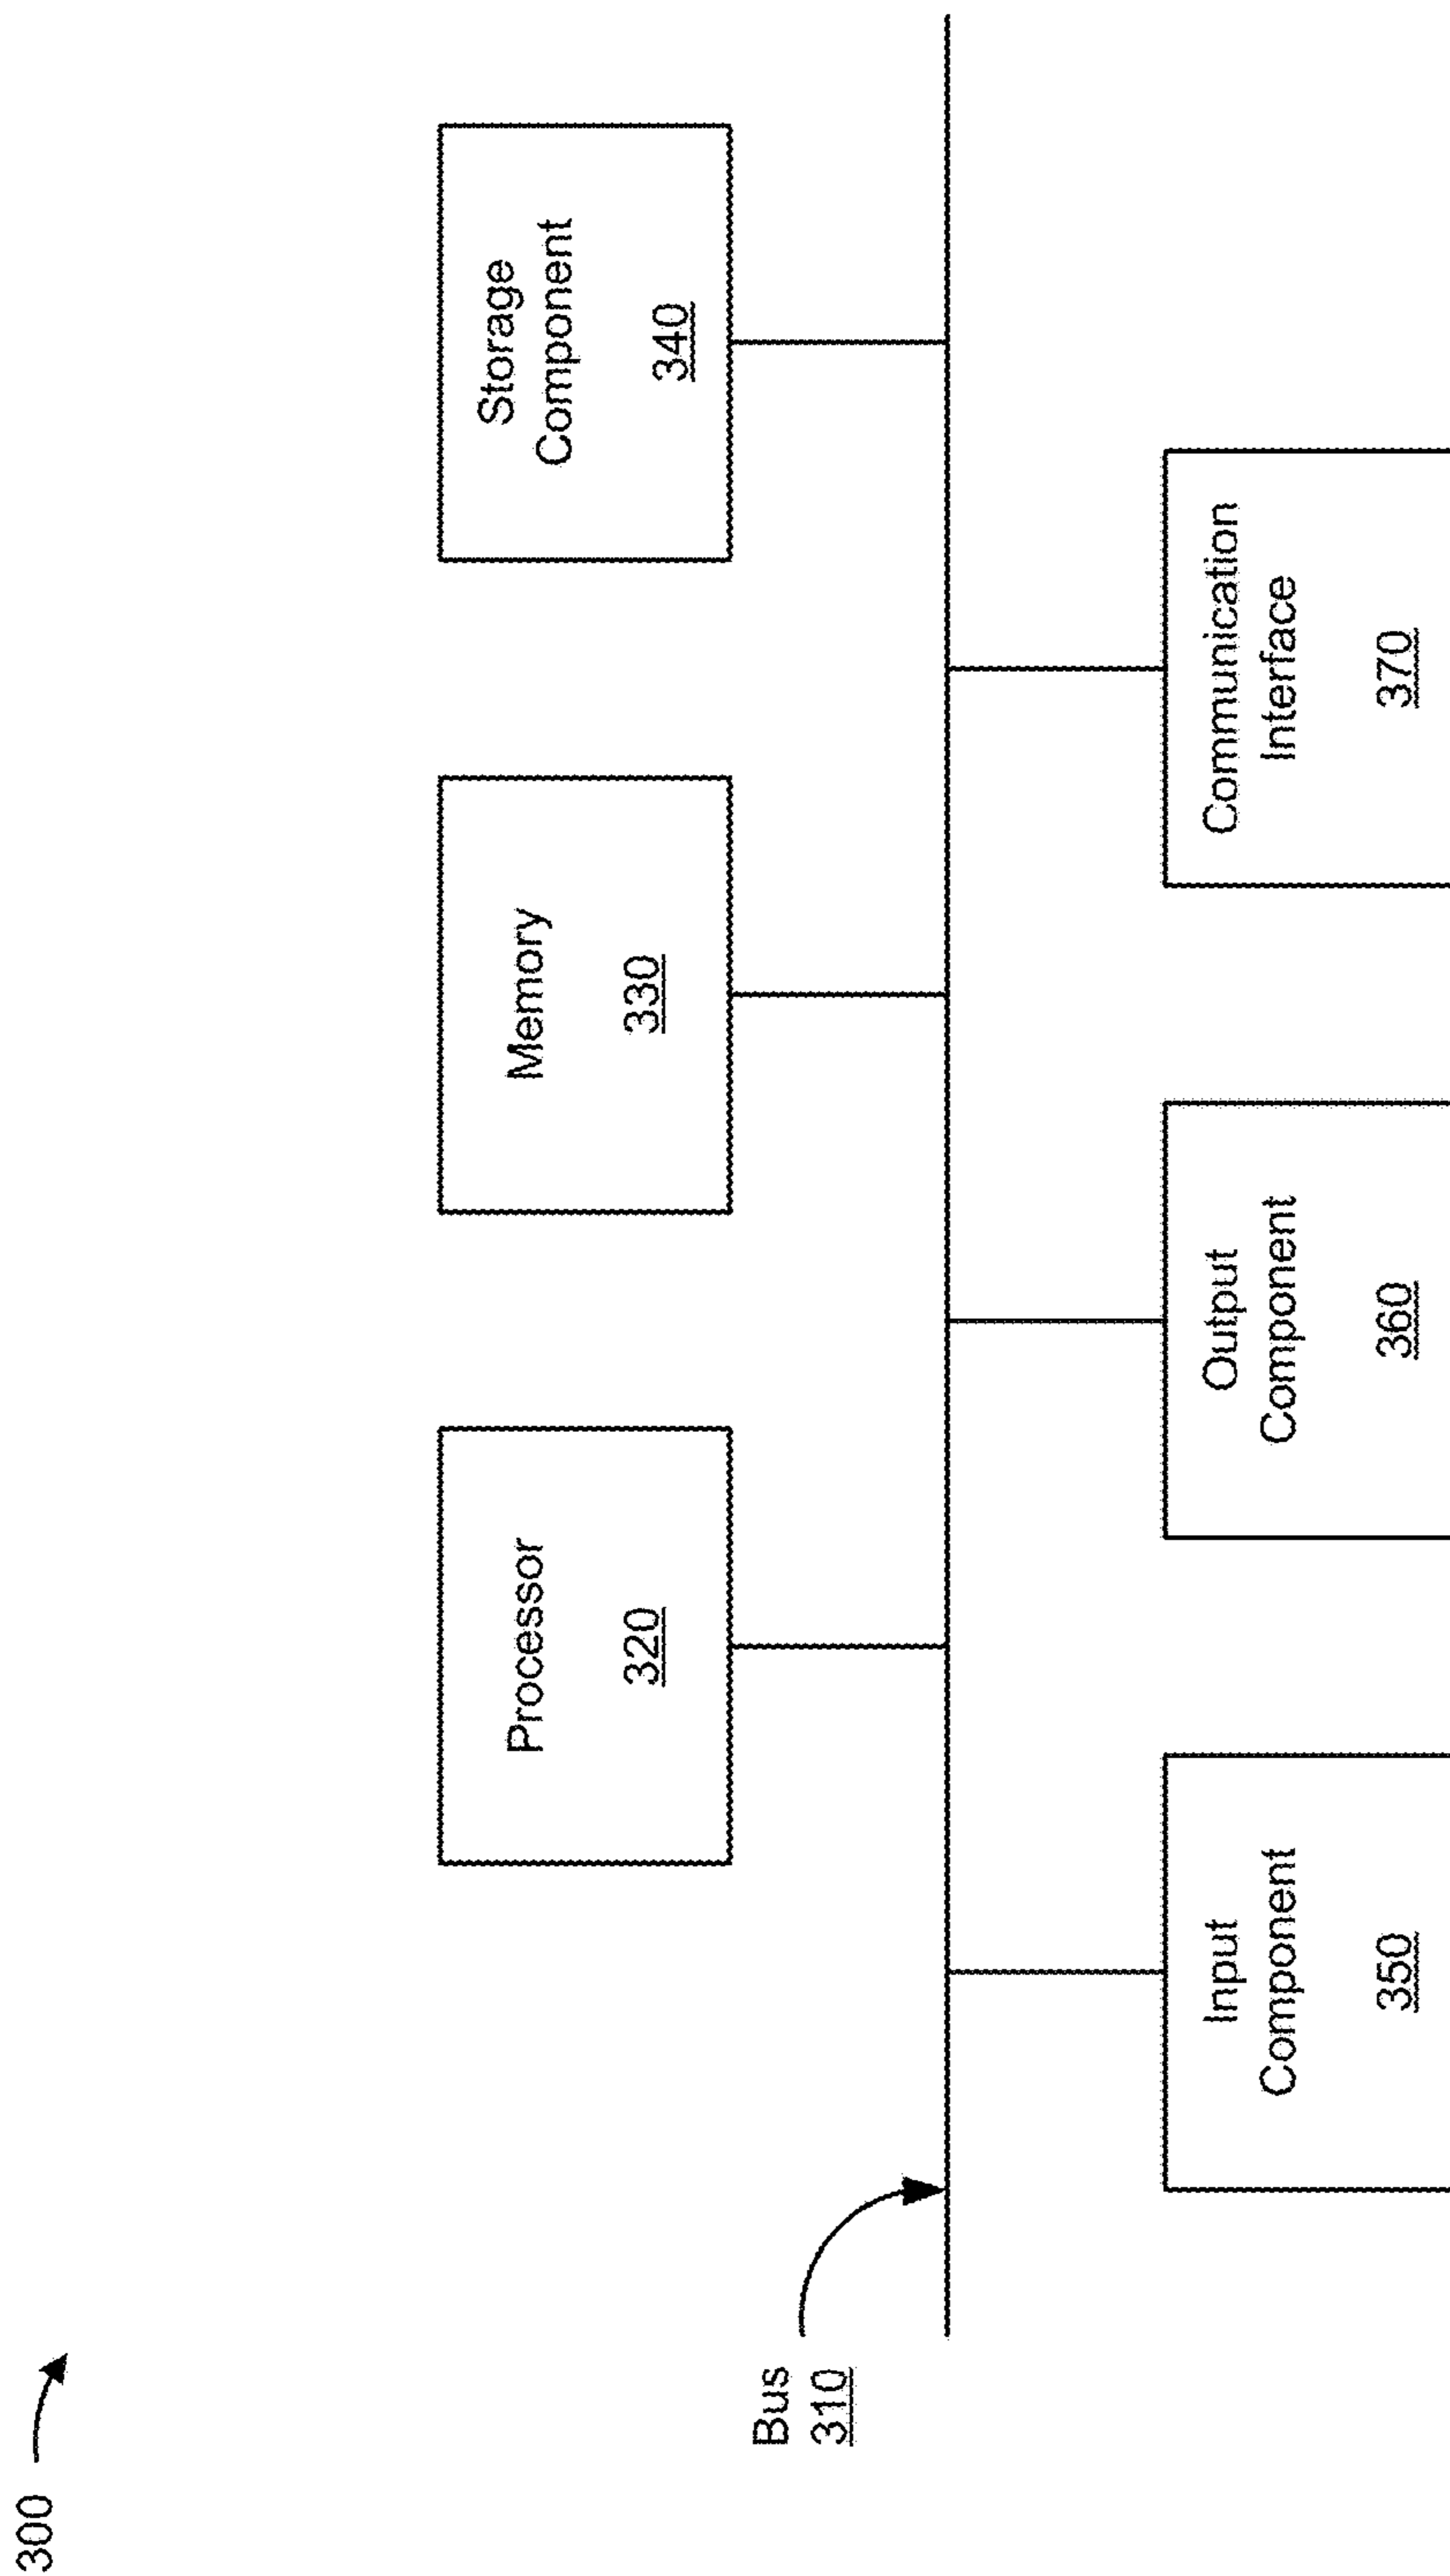 300
Processor
320
Memory
330
Storage
Component
340
Bus
310
Input
Component
350
Output
Component
360
Communication
Interface
370